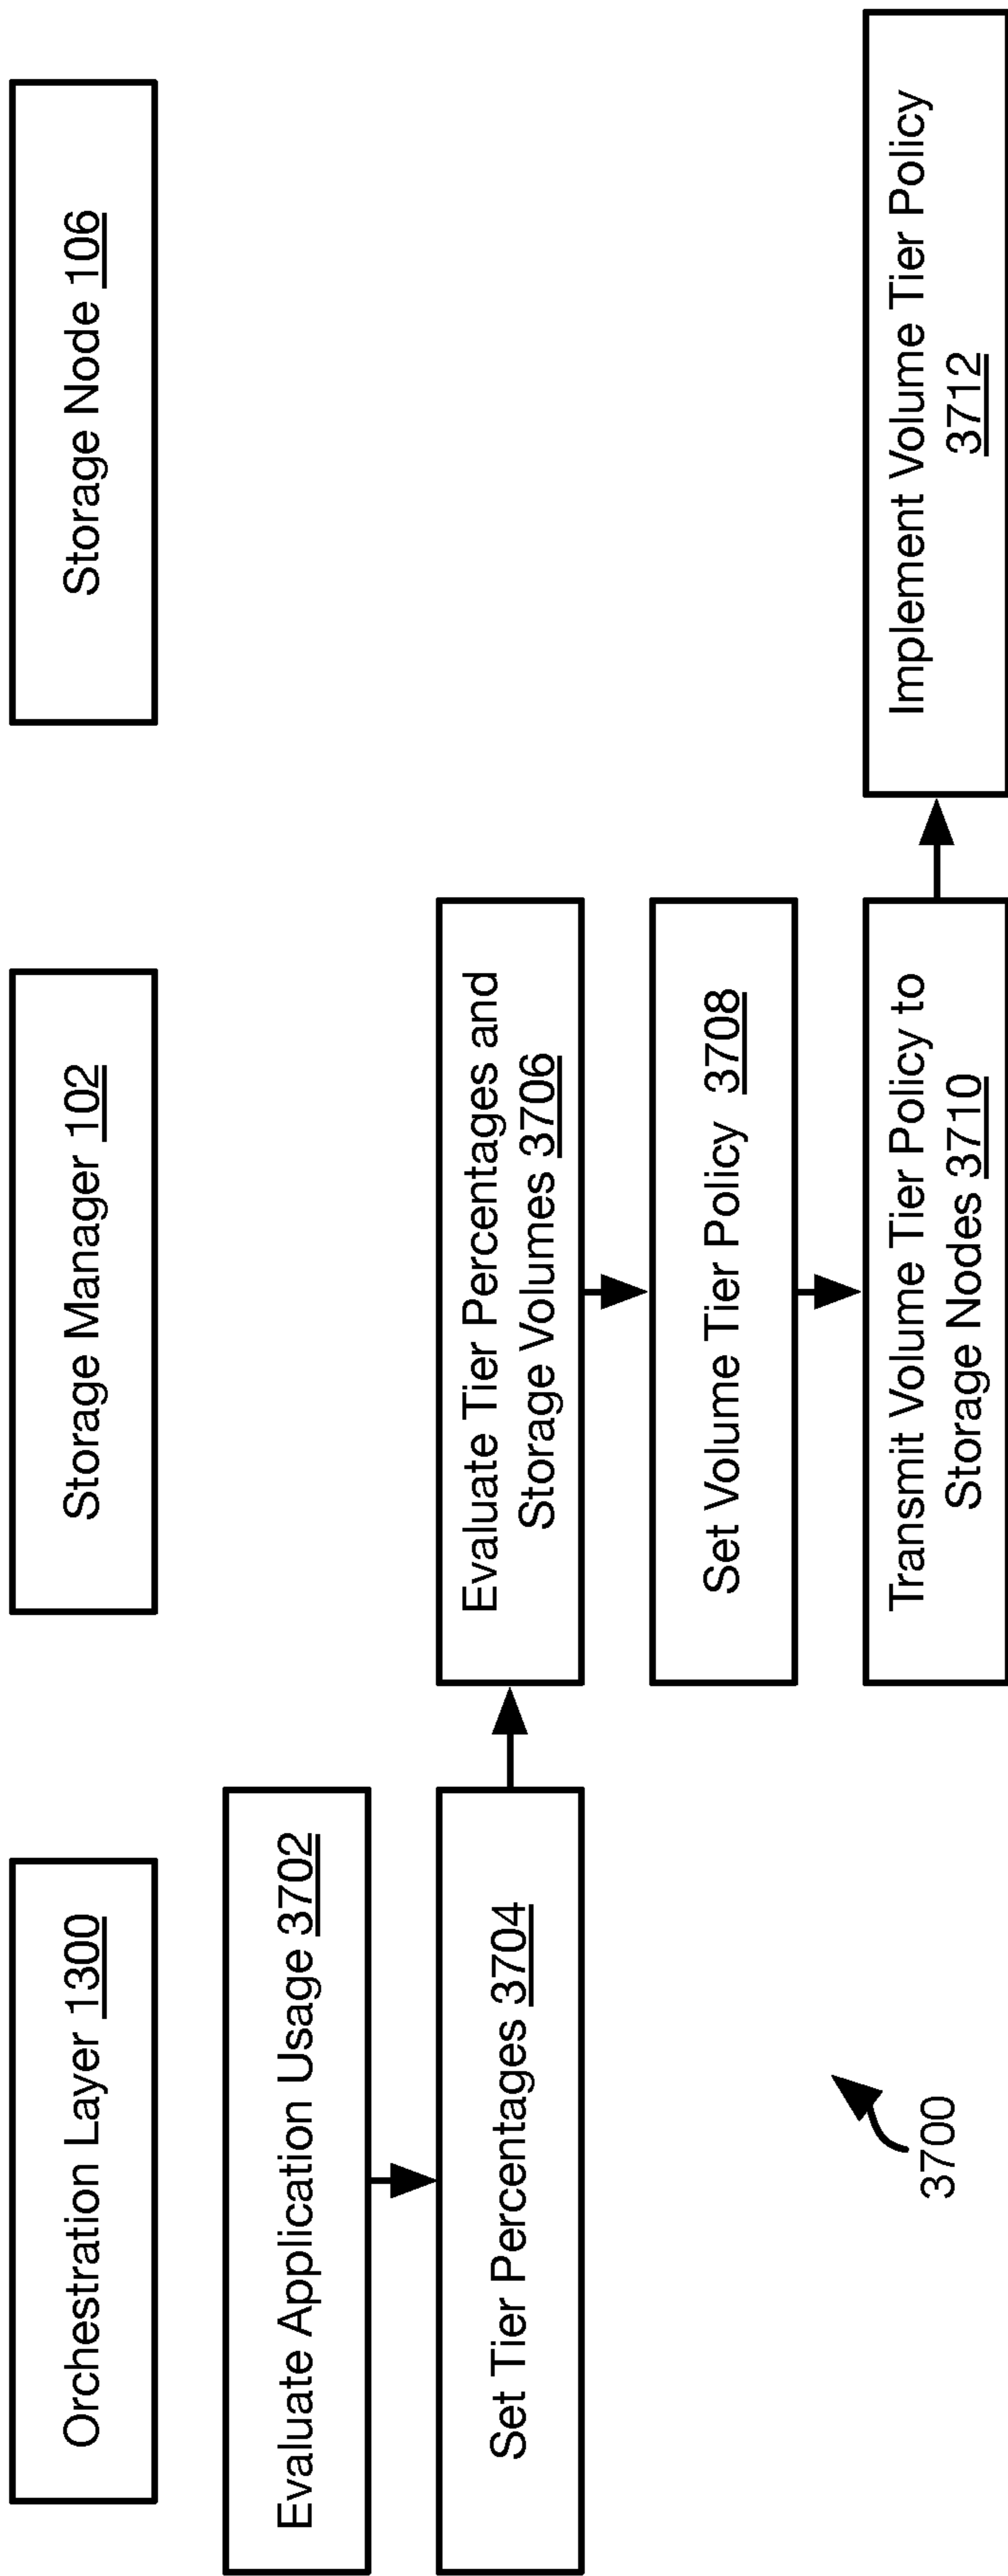 Orchestration Layer 1300
Storage Manager 102
Storage Node 106
Evaluate Application Usage 3702
Set Tier Percentages 3704
Evaluate Tier Percentages and
Storage Volumes 3706
Set Volume Tier Policy 3708
Transmit Volume Tier Policy to
Storage Nodes 3710
Implement Volume Tier Policy
3712
3700